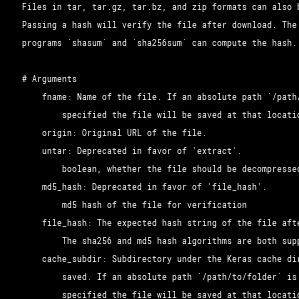 Files in tar, tar.gz, tar.bz, and zip formats can also
Passing a hash will verify the file after download. The
programs `shasum` and `sha256sum` can compute the hash.
# Arguments
fname: Name of the file. If an absolute path `/path
specified the file will be saved at that locatio
origin: Original URL of the file.
untar: Deprecated in favor of 'extract'.
boolean, whether the file should be decompressed
md5_hash: Deprecated in favor of 'file_hash'.
md5 hash of the file for verification
file_hash: The expected hash string of the file afte
The sha256 and md5 hash algorithms are both supp
cache_subdir: Subdirectory under the Keras cache dir
saved. If an absolute path `/path/to/folder` is
specified the file will be saved at that locatio